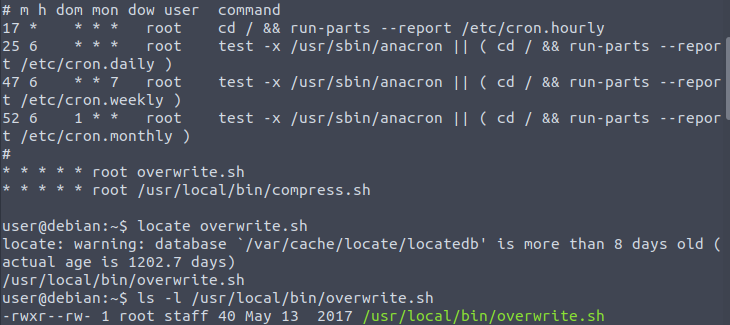 # m h dom mon dow user  command
17 *    * * *   root    cd / && run-parts --report /etc/cron.hourly
25 6    * * *   root    test -x /usr/sbin/anacron || ( cd / && run-parts --repor
t /etc/cron.daily )
47 6    * * 7   root    test -x /usr/sbin/anacron || ( cd / && run-parts --repor
t /etc/cron.weekly )
52 6    1 * *   root    test -x /usr/sbin/anacron || ( cd / && run-parts --repor
t /etc/cron.monthly )
#
* * * * * root overwrite.sh
* * * * * root /usr/local/bin/compress.sh

user@debian:~$ locate overwrite.sh
locate: warning: database `/var/cache/locate/locatedb' is more than 8 days old (
actual age is 1202.7 days)
/usr/local/bin/overwrite.sh
user@debian:~$ ls -l /usr/local/bin/overwrite.sh
-rwxr--rw- 1 root staff 40 May 13  2017 /usr/local/bin/overwrite.sh